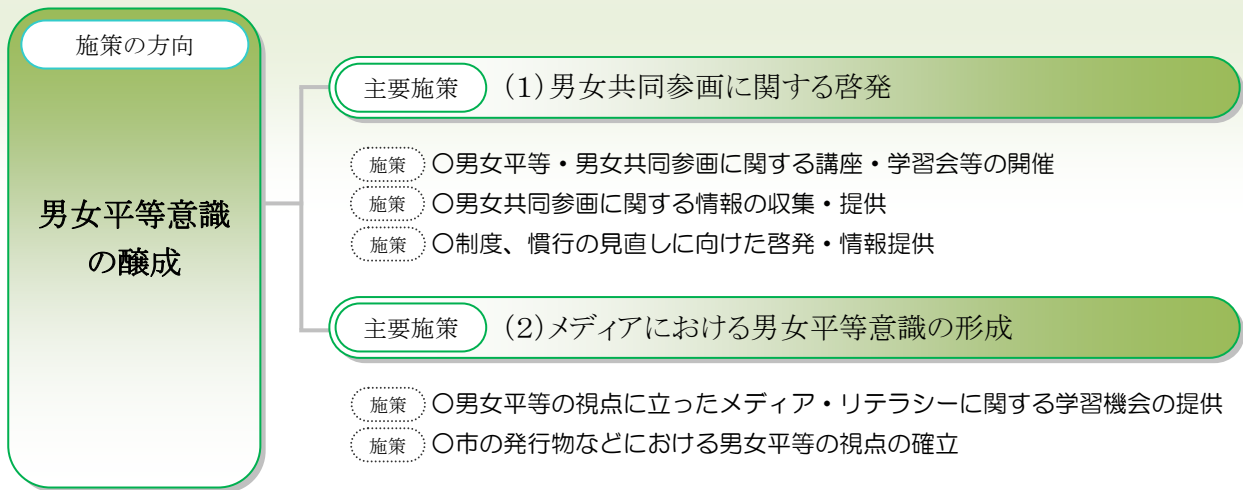 施策の方向
男女平等意識
の醸成
主要施策 (1)男女共同参画に関する啓発
施策 〇男女平等・男女共同参画に関する講座・学習会等の開催
施策 〇男女共同参画に関する情報の収集・提供
施策 〇制度、慣行の見直しに向けた啓発・情報提供
主要施策 (2)メディアにおける男女平等意識の形成
施策 〇男女平等の視点に立ったメディア・リテラシーに関する学習機会の提供
施策 〇市の発行物などにおける男女平等の視点の確立